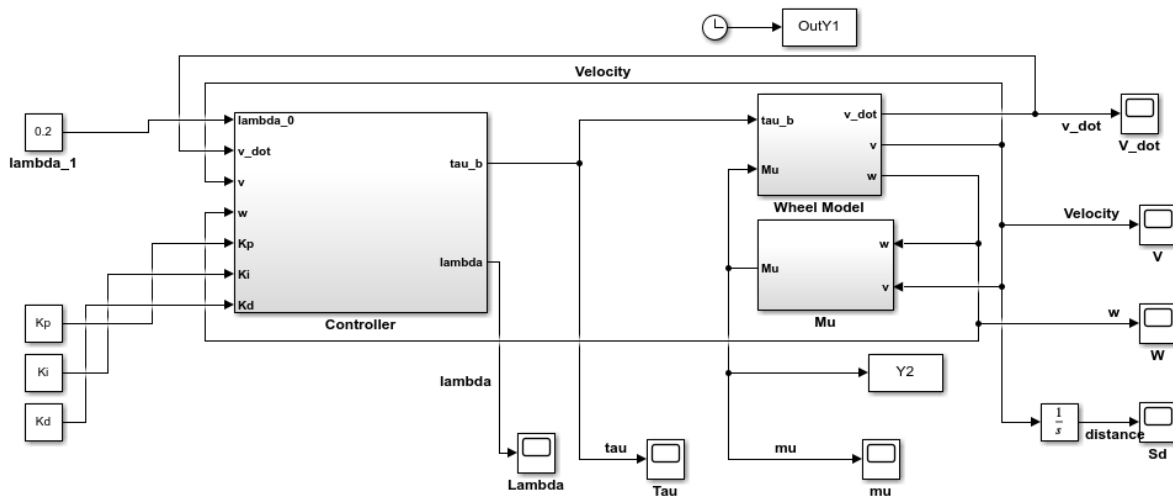 OutY1
Velocity
0.2
lambda_1
lambda_0
v_dot
v
w
Kp
Ki
Kd
tau_b
lambda
Controller
tau_b
Mu
v_dot
v
w
Wheel Model
w
v
Mu
Mu
v_dot
V_dot
Velocity
V
w
W
Kp
Ki
Kd
lambda
Lambda
tau
Tau
Y2
mu
mu
1
s
distance
Sd